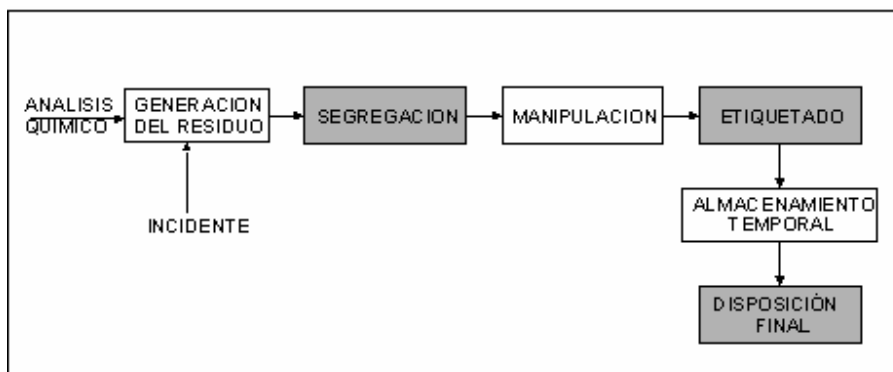 ANALISIS
QUIMICO
GENERACION
DEL RESIDUO
SEGREGACION
MANIPULACION
ETIQUETADO
INCIDENTE
ALMACENAMIENTO
TEMPORAL
DISPOSICIÓN
FINAL